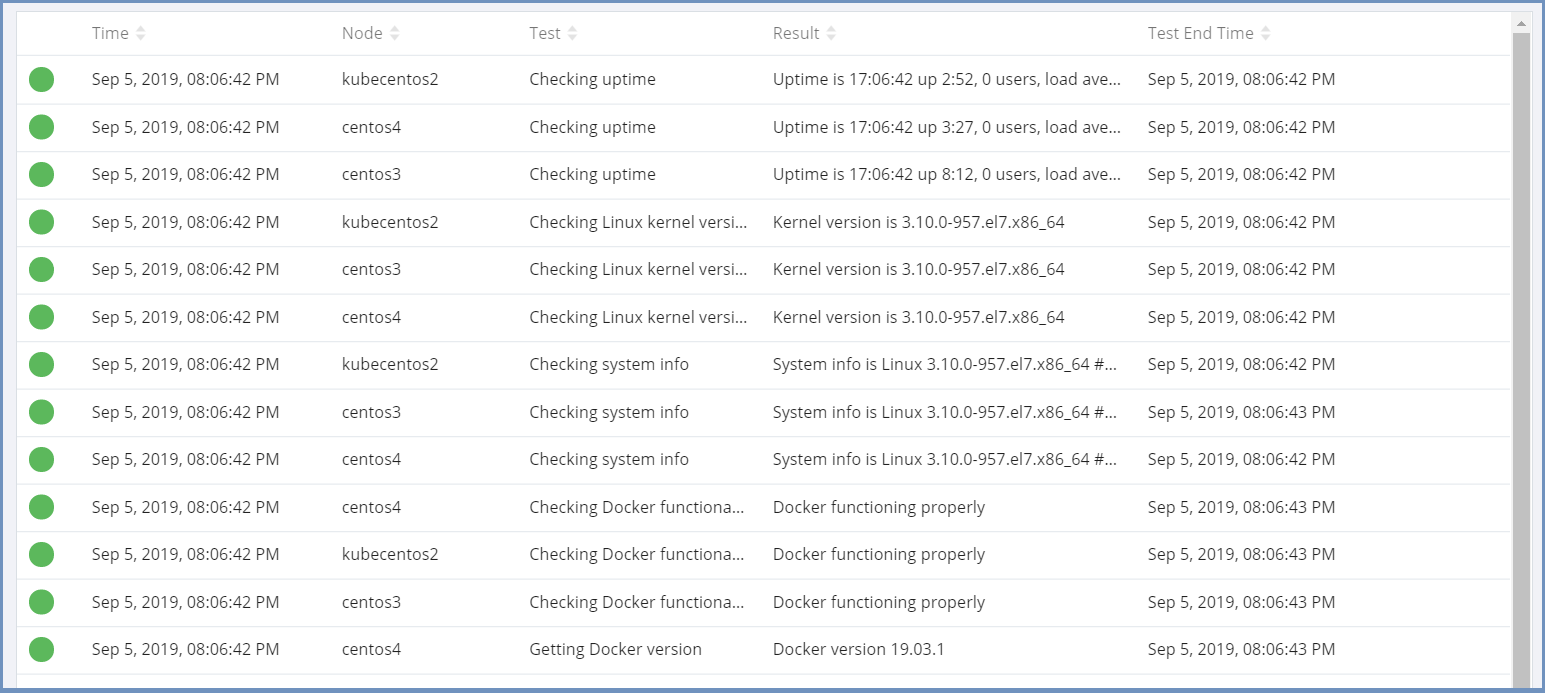 Time Node Test Result Test End Time
Sep 5, 2019, 08:06:42 PM kubecentos2 Checking uptime Uptime is 17:06:42 up 2:52, 0 users, load ave... Sep 5, 2019, 08:06:42 PM
Sep 5, 2019, 08:06:42 PM centos4 Checking uptime Uptime is 17:06:42 up 3:27, 0 users, load ave... Sep 5, 2019, 08:06:42 PM
Sep 5, 2019, 08:06:42 PM centos3 Checking uptime Uptime is 17:06:42 up 8:12, 0 users, load ave... Sep 5, 2019, 08:06:42 PM
Sep 5, 2019, 08:06:42 PM kubecentos2 Checking Linux kernel versi... Kernel version is 3.10.0-957.el7.x86_64 Sep 5, 2019, 08:06:42 PM
Sep 5, 2019, 08:06:42 PM centos3 Checking Linux kernel versi... Kernel version is 3.10.0-957.el7.x86_64 Sep 5, 2019, 08:06:42 PM
Sep 5, 2019, 08:06:42 PM centos4 Checking Linux kernel versi... Kernel version is 3.10.0-957.el7.x86_64 Sep 5, 2019, 08:06:42 PM
Sep 5, 2019, 08:06:42 PM kubecentos2 Checking system info System info is Linux 3.10.0-957.el7.x86_64 #... Sep 5, 2019, 08:06:42 PM
Sep 5, 2019, 08:06:42 PM centos3 Checking system info System info is Linux 3.10.0-957.el7.x86_64 #... Sep 5, 2019, 08:06:43 PM
Sep 5, 2019, 08:06:42 PM centos4 Checking system info System info is Linux 3.10.0-957.el7.x86_64 #... Sep 5, 2019, 08:06:42 PM
Sep 5, 2019, 08:06:42 PM centos4 Checking Docker functiona... Docker functioning properly Sep 5, 2019, 08:06:43 PM
Sep 5, 2019, 08:06:42 PM kubecentos2 Checking Docker functiona... Docker functioning properly Sep 5, 2019, 08:06:43 PM
Sep 5, 2019, 08:06:42 PM centos3 Checking Docker functiona... Docker functioning properly Sep 5, 2019, 08:06:43 PM
Sep 5, 2019, 08:06:42 PM centos4 Getting Docker version Docker version 19.03.1 Sep 5, 2019, 08:06:43 PM